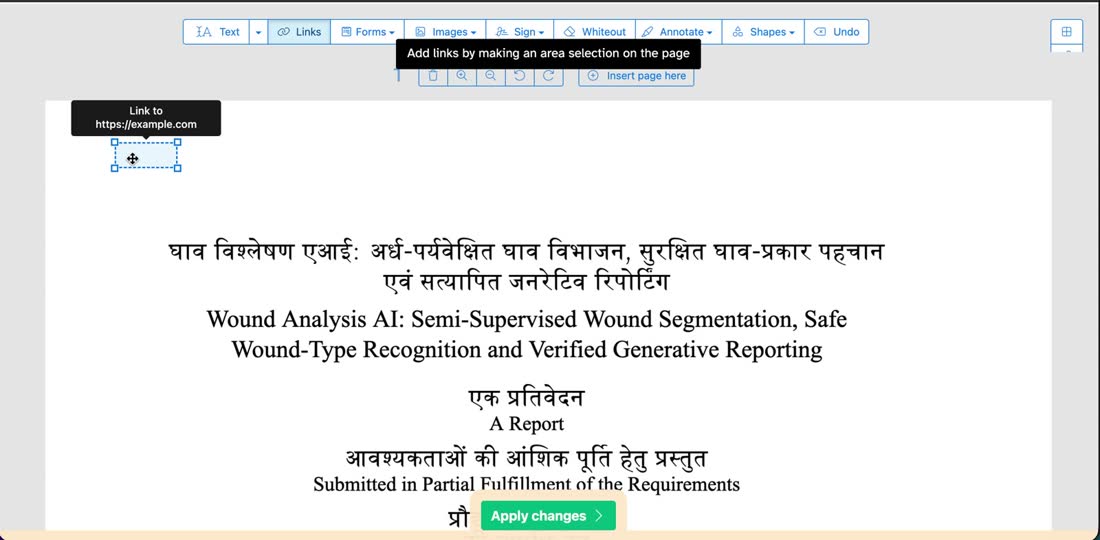 Text Links Forms Images Sign Whiteout Annotate Shapes Undo
Add links by making an area selection on the page
1 Insert page here
Link to
https://example.com
घाव विश्लेषण एआई: अर्ध-पर्यवेक्षित घाव विभाजन, सुरक्षित घाव-प्रकार पहचान
एवं सत्यापित जनरेटिव रिपोर्टिंग
Wound Analysis AI: Semi-Supervised Wound Segmentation, Safe
Wound-Type Recognition and Verified Generative Reporting
एक प्रतिवेदन
A Report
आवश्यकताओं की आंशिक पूर्ति हेतु प्रस्तुत
Submitted in Partial Fulfillment of the Requirements
Apply changes